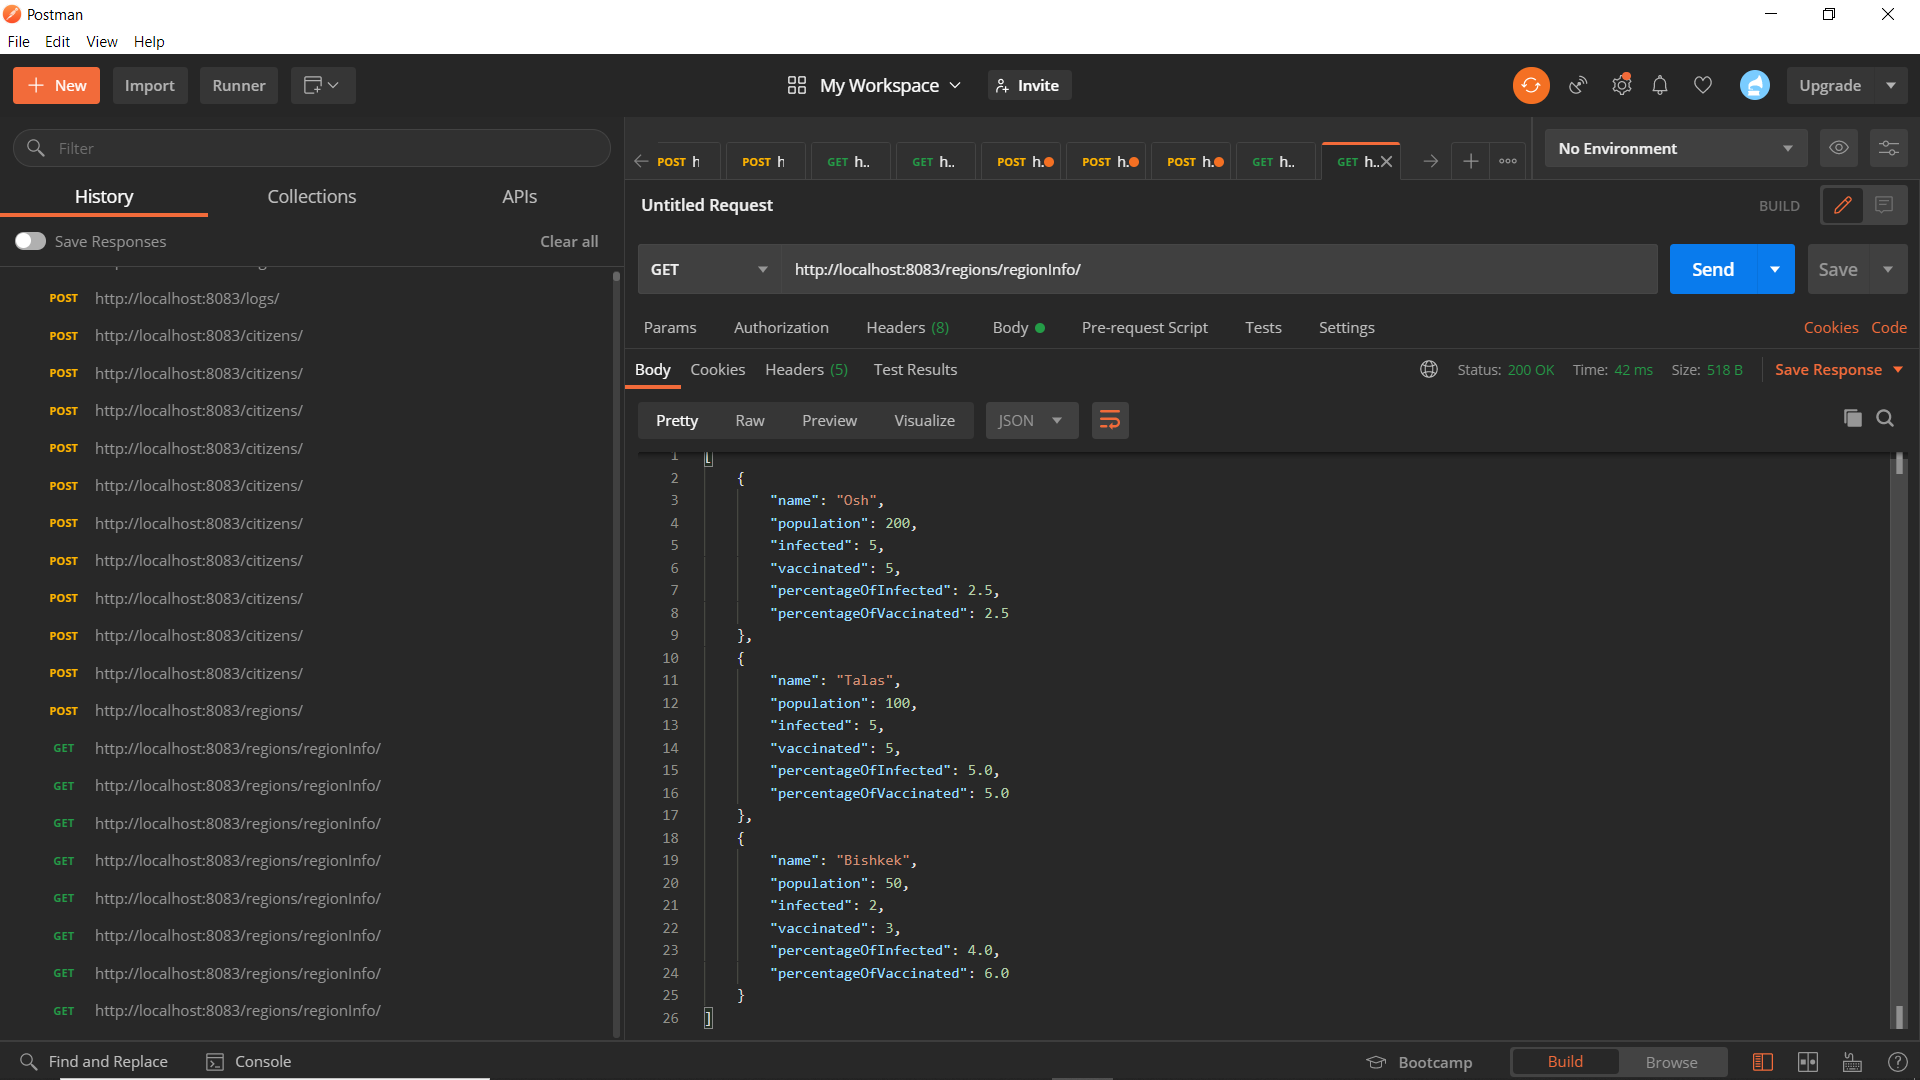 Postman
File Edit View Help
New Import Runner My Workspace Invite Upgrade
Filter
History Collections APIs
Save Responses Clear all
POST http://localhost:8083/logs/
POST http://localhost:8083/citizens/
POST http://localhost:8083/citizens/
POST http://localhost:8083/citizens/
POST http://localhost:8083/citizens/
POST http://localhost:8083/citizens/
POST http://localhost:8083/citizens/
POST http://localhost:8083/citizens/
POST http://localhost:8083/citizens/
POST http://localhost:8083/citizens/
POST http://localhost:8083/citizens/
POST http://localhost:8083/regions/
GET http://localhost:8083/regions/regionInfo/
GET http://localhost:8083/regions/regionInfo/
GET http://localhost:8083/regions/regionInfo/
GET http://localhost:8083/regions/regionInfo/
GET http://localhost:8083/regions/regionInfo/
GET http://localhost:8083/regions/regionInfo/
GET http://localhost:8083/regions/regionInfo/
GET http://localhost:8083/regions/regionInfo/
POST h POST h GET h.. GET h.. POST h. POST h. POST h. GET h.. GET h..
No Environment
Untitled Request BUILD
GET http://localhost:8083/regions/regionInfo/ Send Save
Params Authorization Headers (8) Body Pre-request Script Tests Settings Cookies Code
Body Cookies Headers (5) Test Results Status: 200 OK Time: 42 ms Size: 518 B Save Response
Pretty Raw Preview Visualize JSON
1 [
2 {
3 "name": "Osh",
4 "population": 200,
5 "infected": 5,
6 "vaccinated": 5,
7 "percentageOfInfected": 2.5,
8 "percentageOfVaccinated": 2.5
9 },
10 {
11 "name": "Talas",
12 "population": 100,
13 "infected": 5,
14 "vaccinated": 5,
15 "percentageOfInfected": 5.0,
16 "percentageOfVaccinated": 5.0
17 },
18 {
19 "name": "Bishkek",
20 "population": 50,
21 "infected": 2,
22 "vaccinated": 3,
23 "percentageOfInfected": 4.0,
24 "percentageOfVaccinated": 6.0
25 }
26 ]
Find and Replace Console Bootcamp Build Browse